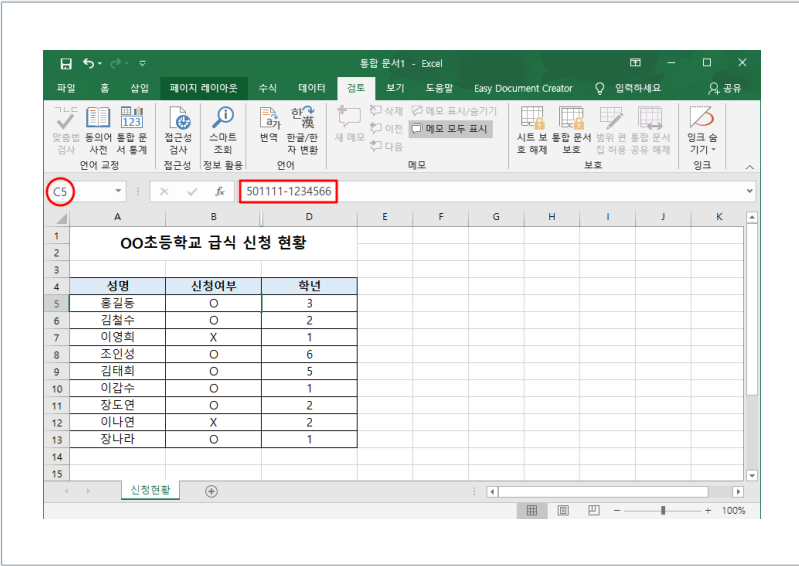 통합 문서1 - Excel
파일 홈 삽입 페이지 레이아웃 수식 데이터 검토 보기 도움말 Easy Document Creator 입력하세요 공유
맞춤법 검사
동의어 사전
통합 문서 통계
언어 교정
접근성 검사
접근성
스마트 조회
정보 활용
번역
한글/한자 변환
언어
새 메모
삭제
이전
다음
메모 표시/숨기기
메모 모두 표시
메모
시트 보호 해제
통합 문서 보호
범위 편집 허용
통합 문서 공유 해제
보호
잉크 숨기기
잉크
C5 fx 501111-1234566
A B D E F G H I J K
1 OO초등학교 급식 신청 현황
2
3
4 성명 신청여부 학년
5 홍길동 O 3
6 김철수 O 2
7 이영희 X 1
8 조인성 O 6
9 김태희 O 5
10 이갑수 O 1
11 장도연 O 2
12 이나연 X 2
13 장나라 O 1
14
15
신청현황
100%